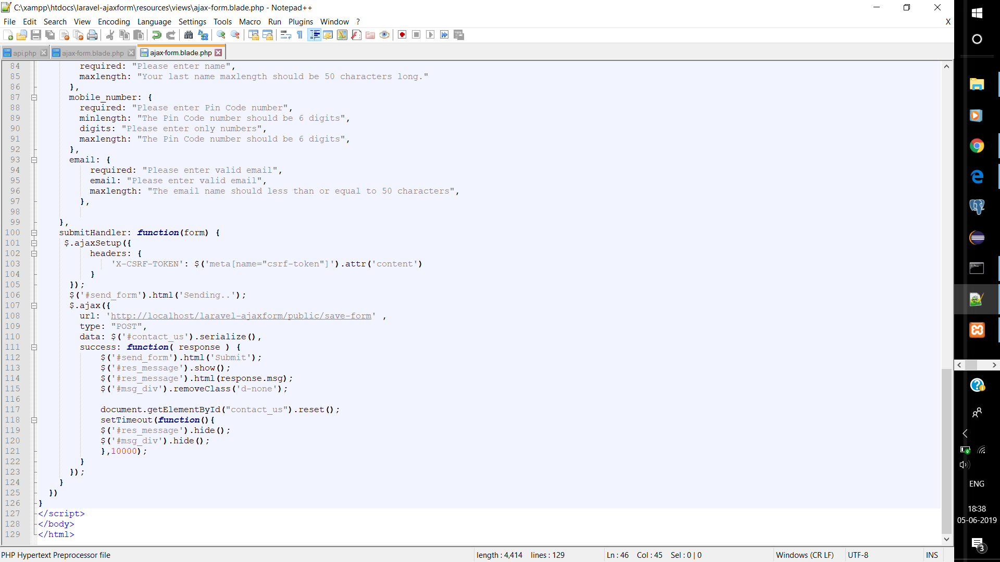 C:\xampp\htdocs\laravel-ajaxform\resources\views\ajax-form.blade.php - Notepad++
File Edit Search View Encoding Language Settings Tools Macro Run Plugins Window ? X
api.php ajax-form.blade.php ajax-form.blade.php
84 required: "Please enter name",
85 maxlength: "Your last name maxlength should be 50 characters long."
86 },
87 mobile_number: {
88 required: "Please enter Pin Code number",
89 minlength: "The Pin Code number should be 6 digits",
90 digits: "Please enter only numbers",
91 maxlength: "The Pin Code number should be 6 digits",
92 },
93 email: {
94 required: "Please enter valid email",
95 email: "Please enter valid email",
96 maxlength: "The email name should less than or equal to 50 characters",
97 },
98
99 },
100 submitHandler: function(form) {
101 $.ajaxSetup({
102 headers: {
103 'X-CSRF-TOKEN': $('meta[name="csrf-token"]').attr('content')
104 }
105 });
106 $('#send_form').html('Sending..');
107 $.ajax({
108 url: 'http://localhost/laravel-ajaxform/public/save-form' ,
109 type: "POST",
110 data: $('#contact_us').serialize(),
111 success: function( response ) {
112 $('#send_form').html('Submit');
113 $('#res_message').show();
114 $('#res_message').html(response.msg);
115 $('#msg_div').removeClass('d-none');
116
117 document.getElementById("contact_us").reset();
118 setTimeout(function(){
119 $('#res_message').hide();
120 $('#msg_div').hide();
121 },10000);
122 }
123 });
124 }
125 })
126 }
127 </script>
128 </body>
129 </html>
PHP Hypertext Preprocessor file length : 4,414 lines : 129 Ln : 46 Col : 45 Sel : 0 | 0 Windows (CR LF) UTF-8 INS
ENG
18:38
05-06-2019
3